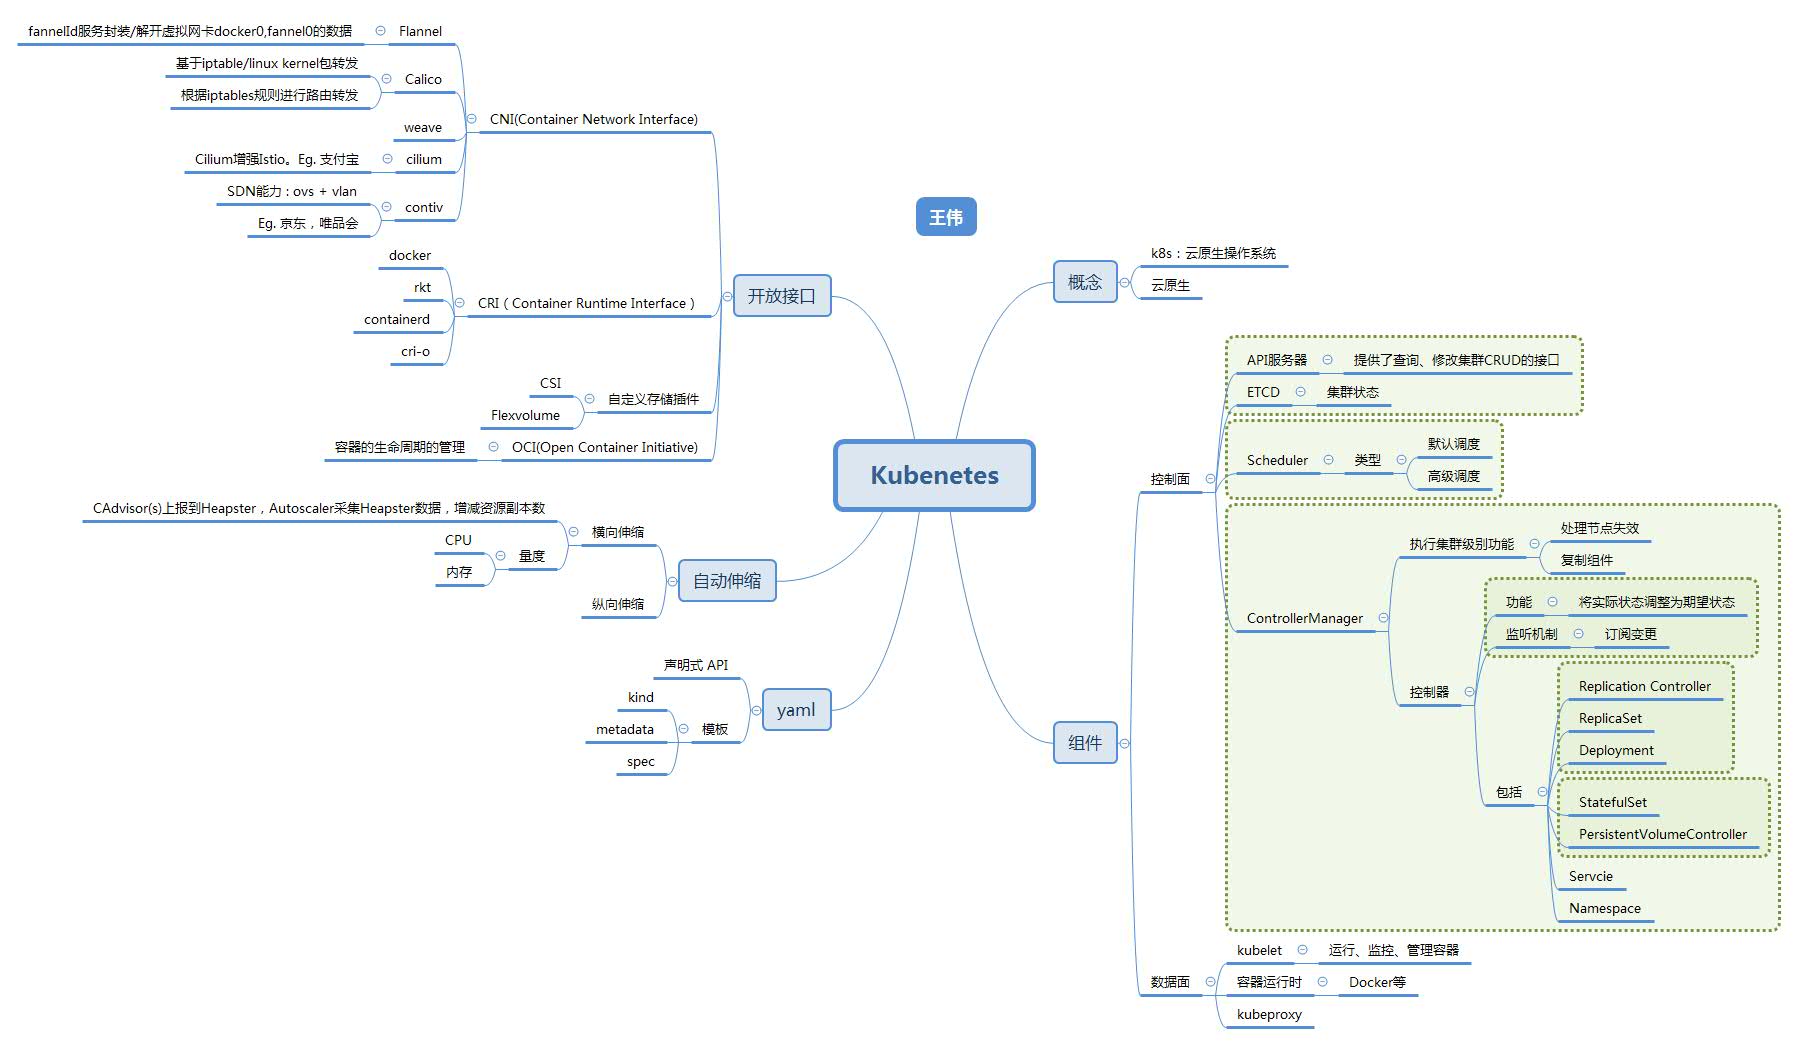 王伟
Kubenetes
概念
k8s：云原生操作系统
云原生
组件
控制面
API服务器
提供了查询、修改集群CRUD的接口
ETCD
集群状态
Scheduler
类型
默认调度
高级调度
ControllerManager
执行集群级别功能
处理节点失效
复制组件
控制器
功能
将实际状态调整为期望状态
监听机制
订阅变更
包括
Replication Controller
ReplicaSet
Deployment
StatefulSet
PersistentVolumeController
Servcie
Namespace
数据面
kubelet
运行、监控、管理容器
容器运行时
Docker等
kubeproxy
开放接口
CNI(Container Network Interface)
Flannel
fannelId服务封装/解开虚拟网卡docker0,fannel0的数据
Calico
基于iptable/linux kernel包转发
根据iptables规则进行路由转发
weave
cilium
Cilium增强Istio。Eg. 支付宝
contiv
SDN能力：ovs + vlan
Eg. 京东，唯品会
CRI（Container Runtime Interface）
docker
rkt
containerd
cri-o
自定义存储插件
CSI
Flexvolume
OCI(Open Container Initiative)
容器的生命周期的管理
自动伸缩
横向伸缩
CAdvisor(s)上报到Heapster，Autoscaler采集Heapster数据，增减资源副本数
量度
CPU
内存
纵向伸缩
yaml
声明式 API
模板
kind
metadata
spec